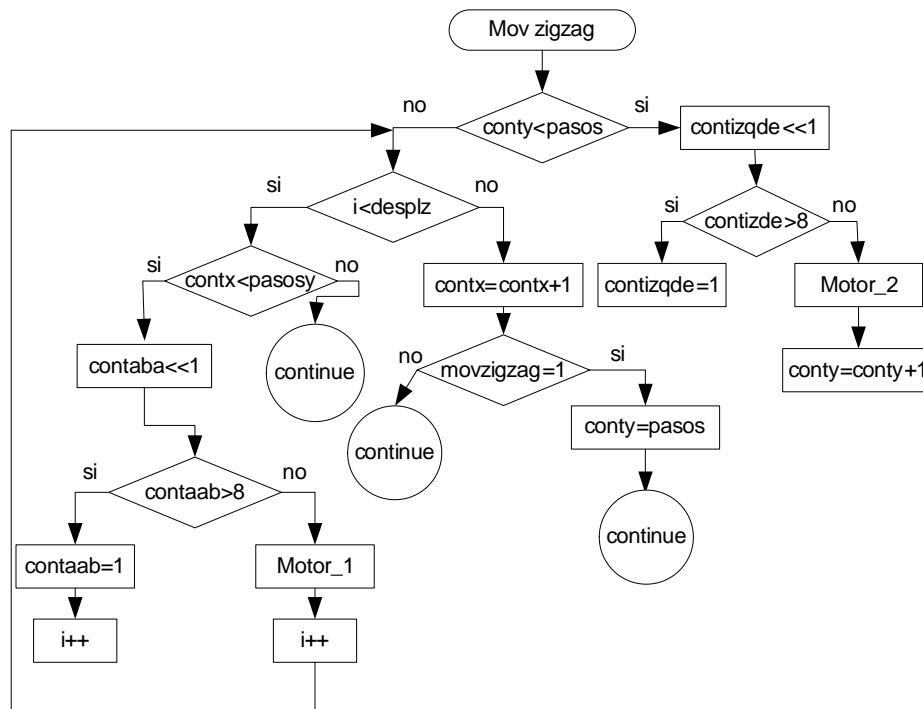 Mov zigzag
no
si
conty<pasos
contizqde<<1
si
no
i<desplz
si
no
contizde>8
si
no
contx<pasosy
contx=contx+1
contizqde=1
Motor_2
contaba<<1
continue
no
si
movzigzag=1
conty=conty+1
continue
conty=pasos
si
no
contaab>8
continue
contaab=1
Motor_1
i++
i++